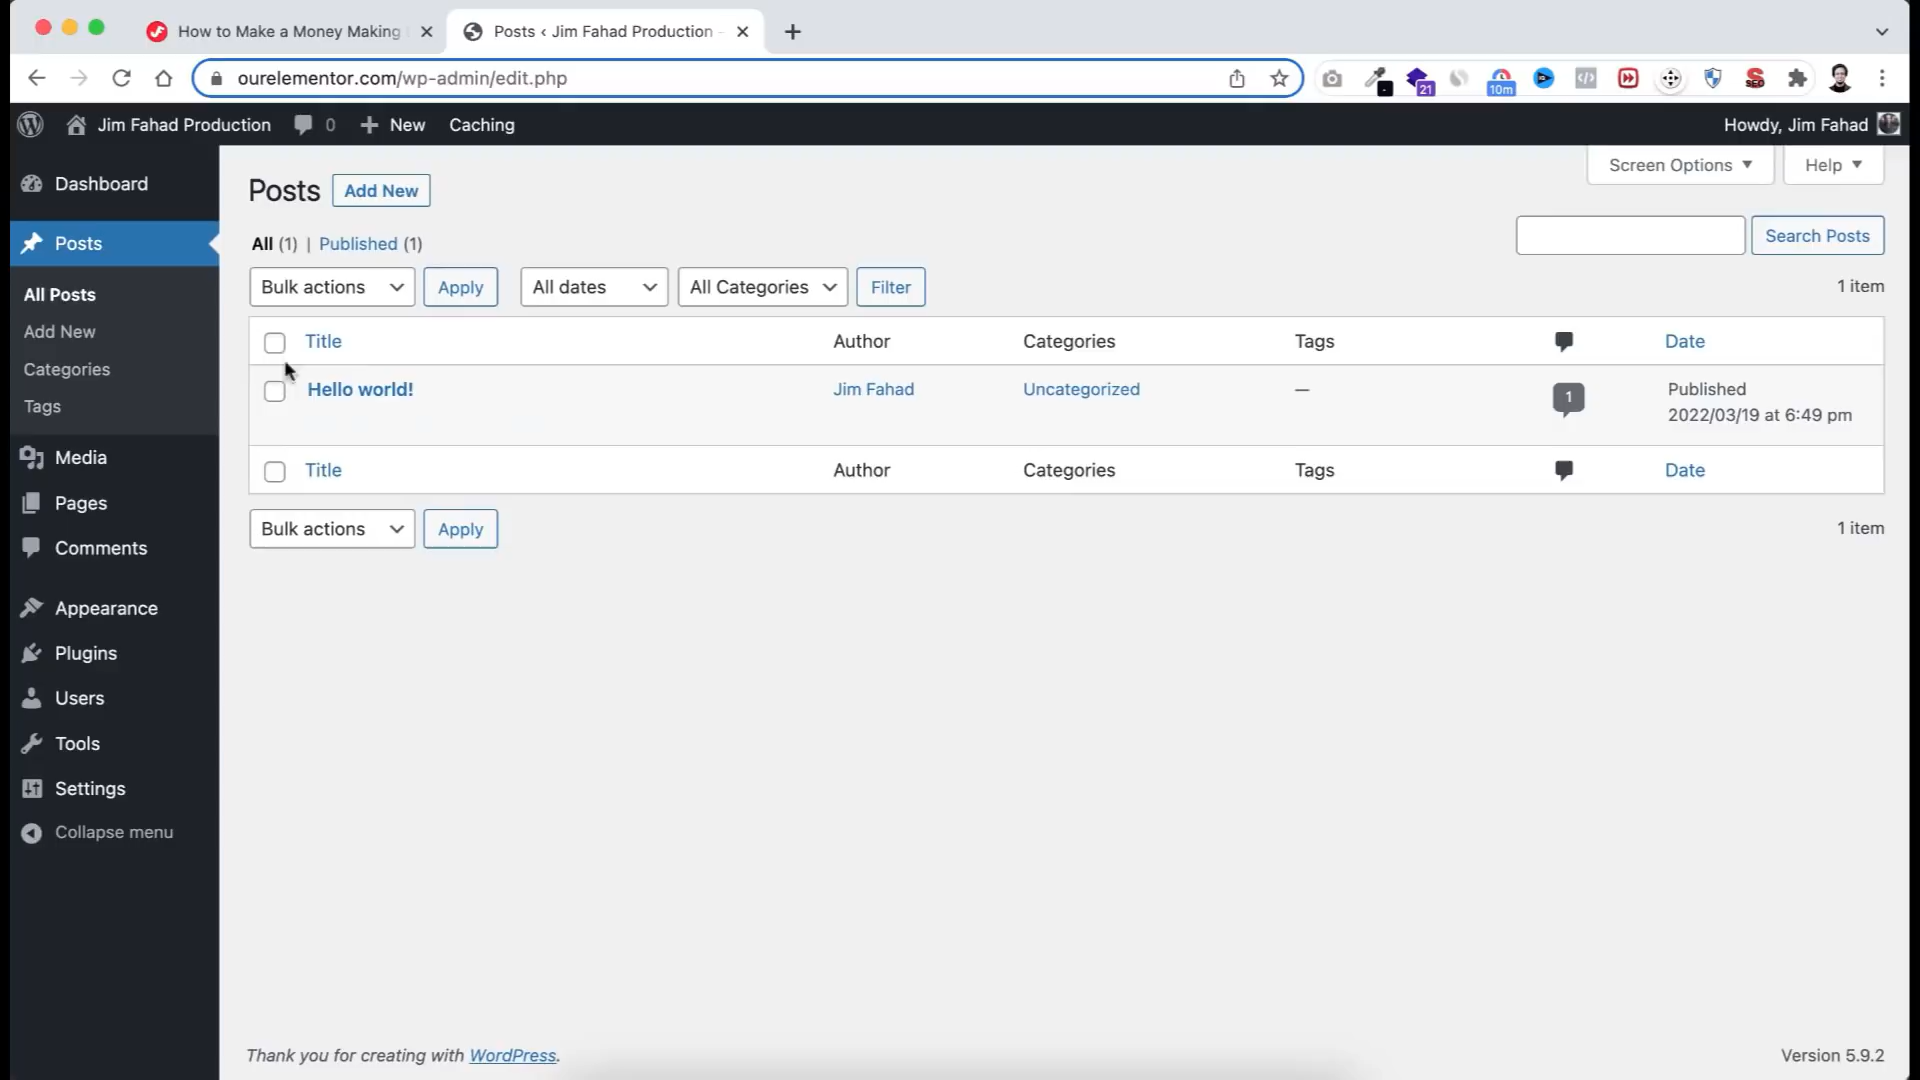 How to Make a Money Making
Posts ‹ Jim Fahad Production -
ourelementor.com/wp-admin/edit.php
21
10m
SEO
Jim Fahad Production
0
New
Caching
Howdy, Jim Fahad
Dashboard
Posts
All Posts
Add New
Categories
Tags
Media
Pages
Comments
Appearance
Plugins
Users
Tools
Settings
Collapse menu
Screen Options
Help
Posts
Add New
All (1) | Published (1)
Search Posts
Bulk actions
Apply
All dates
All Categories
Filter
1 item
Title Author Categories Tags Date
Hello world! Jim Fahad Uncategorized — 1 Published
2022/03/19 at 6:49 pm
Title Author Categories Tags Date
Bulk actions
Apply
1 item
Thank you for creating with WordPress.
Version 5.9.2